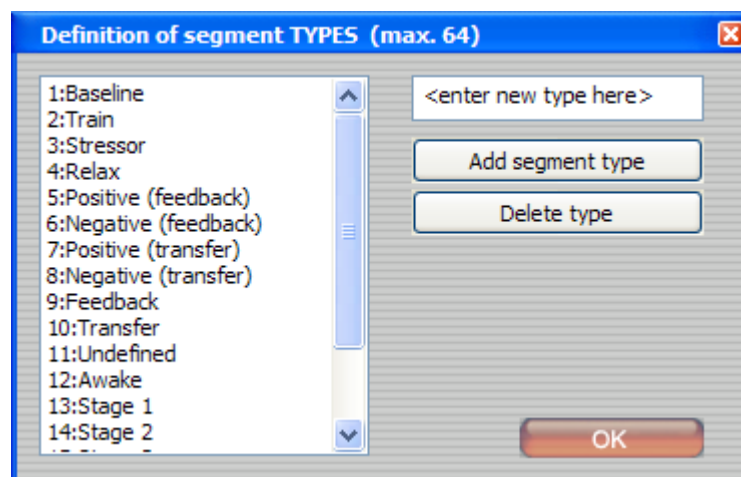 Definition of segment TYPES (max. 64)
1:Baseline
2:Train
3:Stressor
4:Relax
5:Positive (feedback)
6:Negative (feedback)
7:Positive (transfer)
8:Negative (transfer)
9:Feedback
10:Transfer
11:Undefined
12:Awake
13:Stage 1
14:Stage 2
<enter new type here>
Add segment type
Delete type
OK